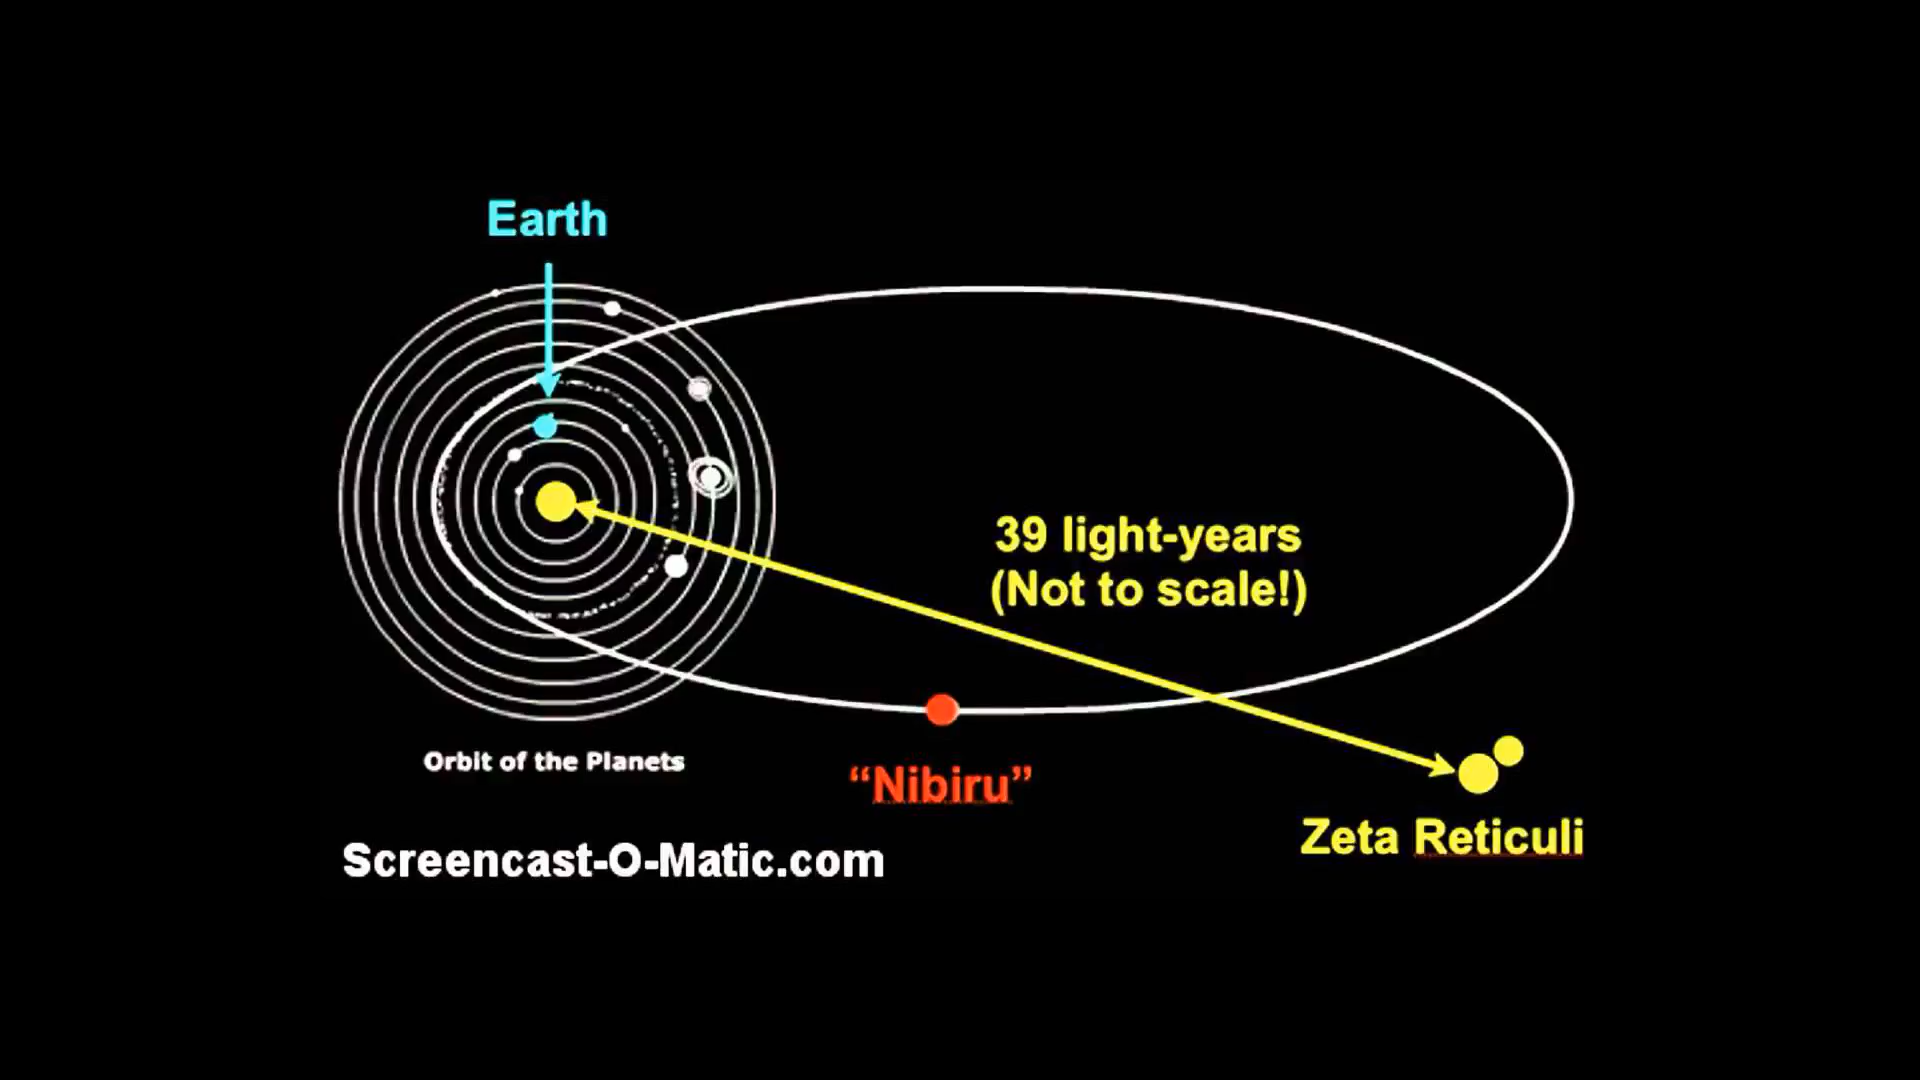 Earth
39 light-years
(Not to scale!)
Orbit of the Planets
“Nibiru”
Zeta Reticuli
Screencast-O-Matic.com